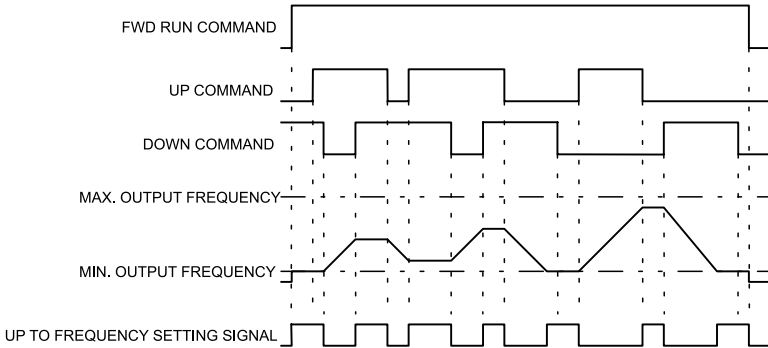 FWD RUN COMMAND
UP COMMAND
DOWN COMMAND
MAX. OUTPUT FREQUENCY
MIN. OUTPUT FREQUENCY
UP TO FREQUENCY SETTING SIGNAL